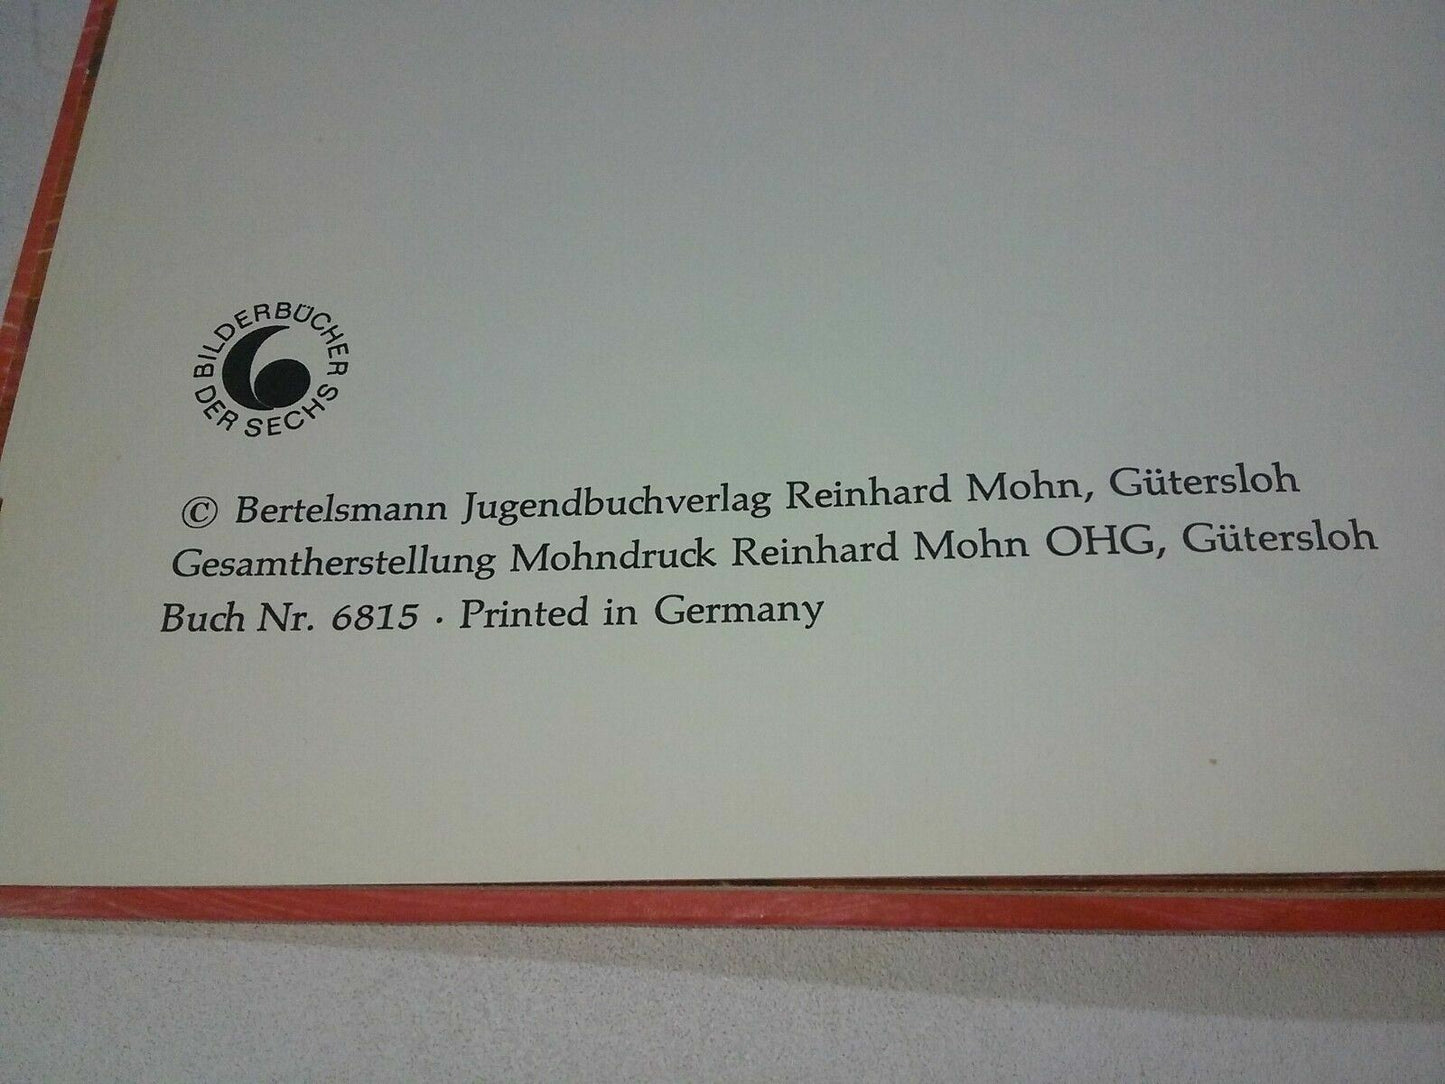 BILDERBÜCHER
DER SECHS
© Bertelsmann Jugendbuchverlag Reinhard Mohn, Gütersloh
Gesamtherstellung Mohndruck Reinhard Mohn OHG, Gütersloh
Buch Nr. 6815 · Printed in Germany